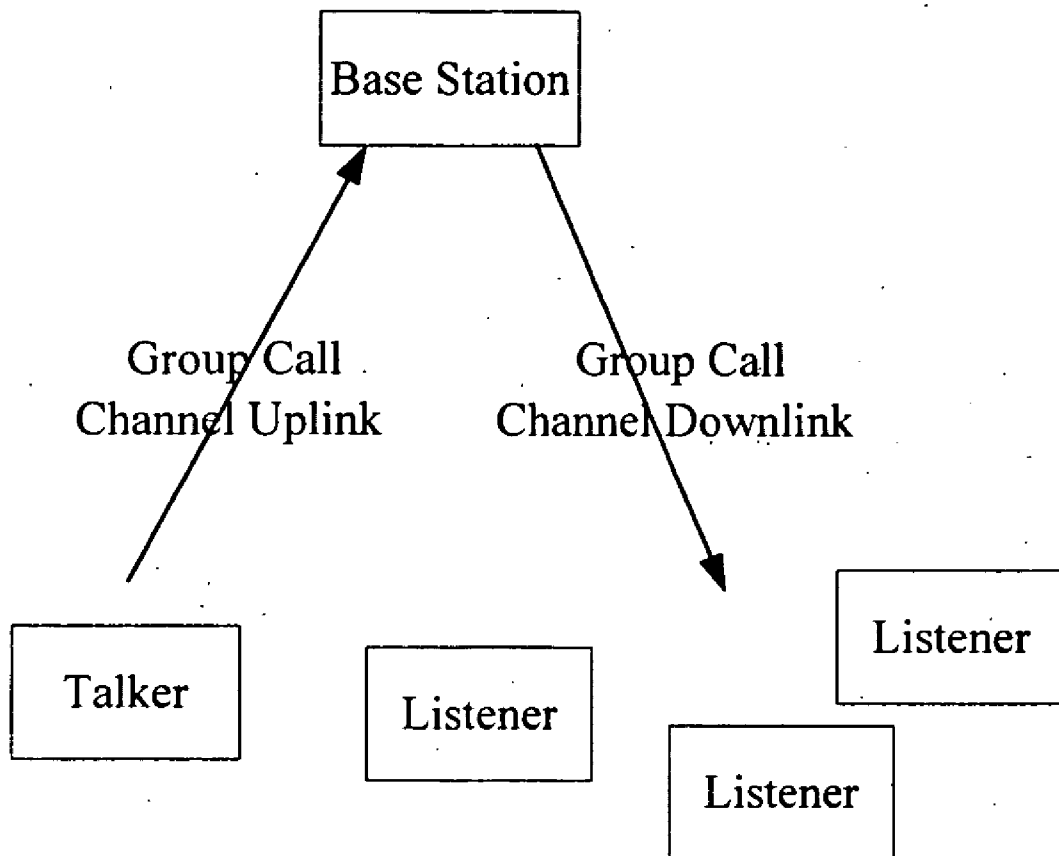 Base Station
Group Call
Channel Uplink
Group Call
Channel Downlink
Talker
Listener
Listener
Listener